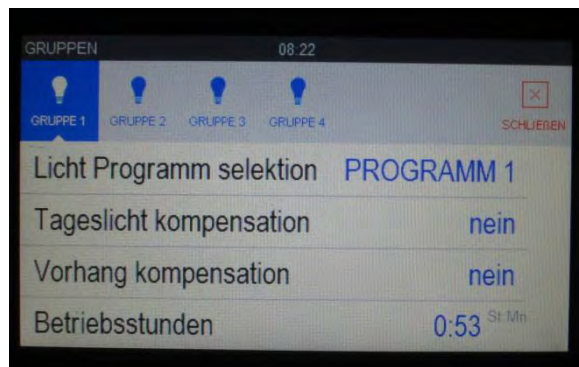 GRUPPEN 08:22
GRUPPE 1 GRUPPE 2 GRUPPE 3 GRUPPE 4 SCHLIEßEN
Licht Programm selektion PROGRAMM 1
Tageslicht kompensation nein
Vorhang kompensation nein
Betriebsstunden 0:53 St:Mn